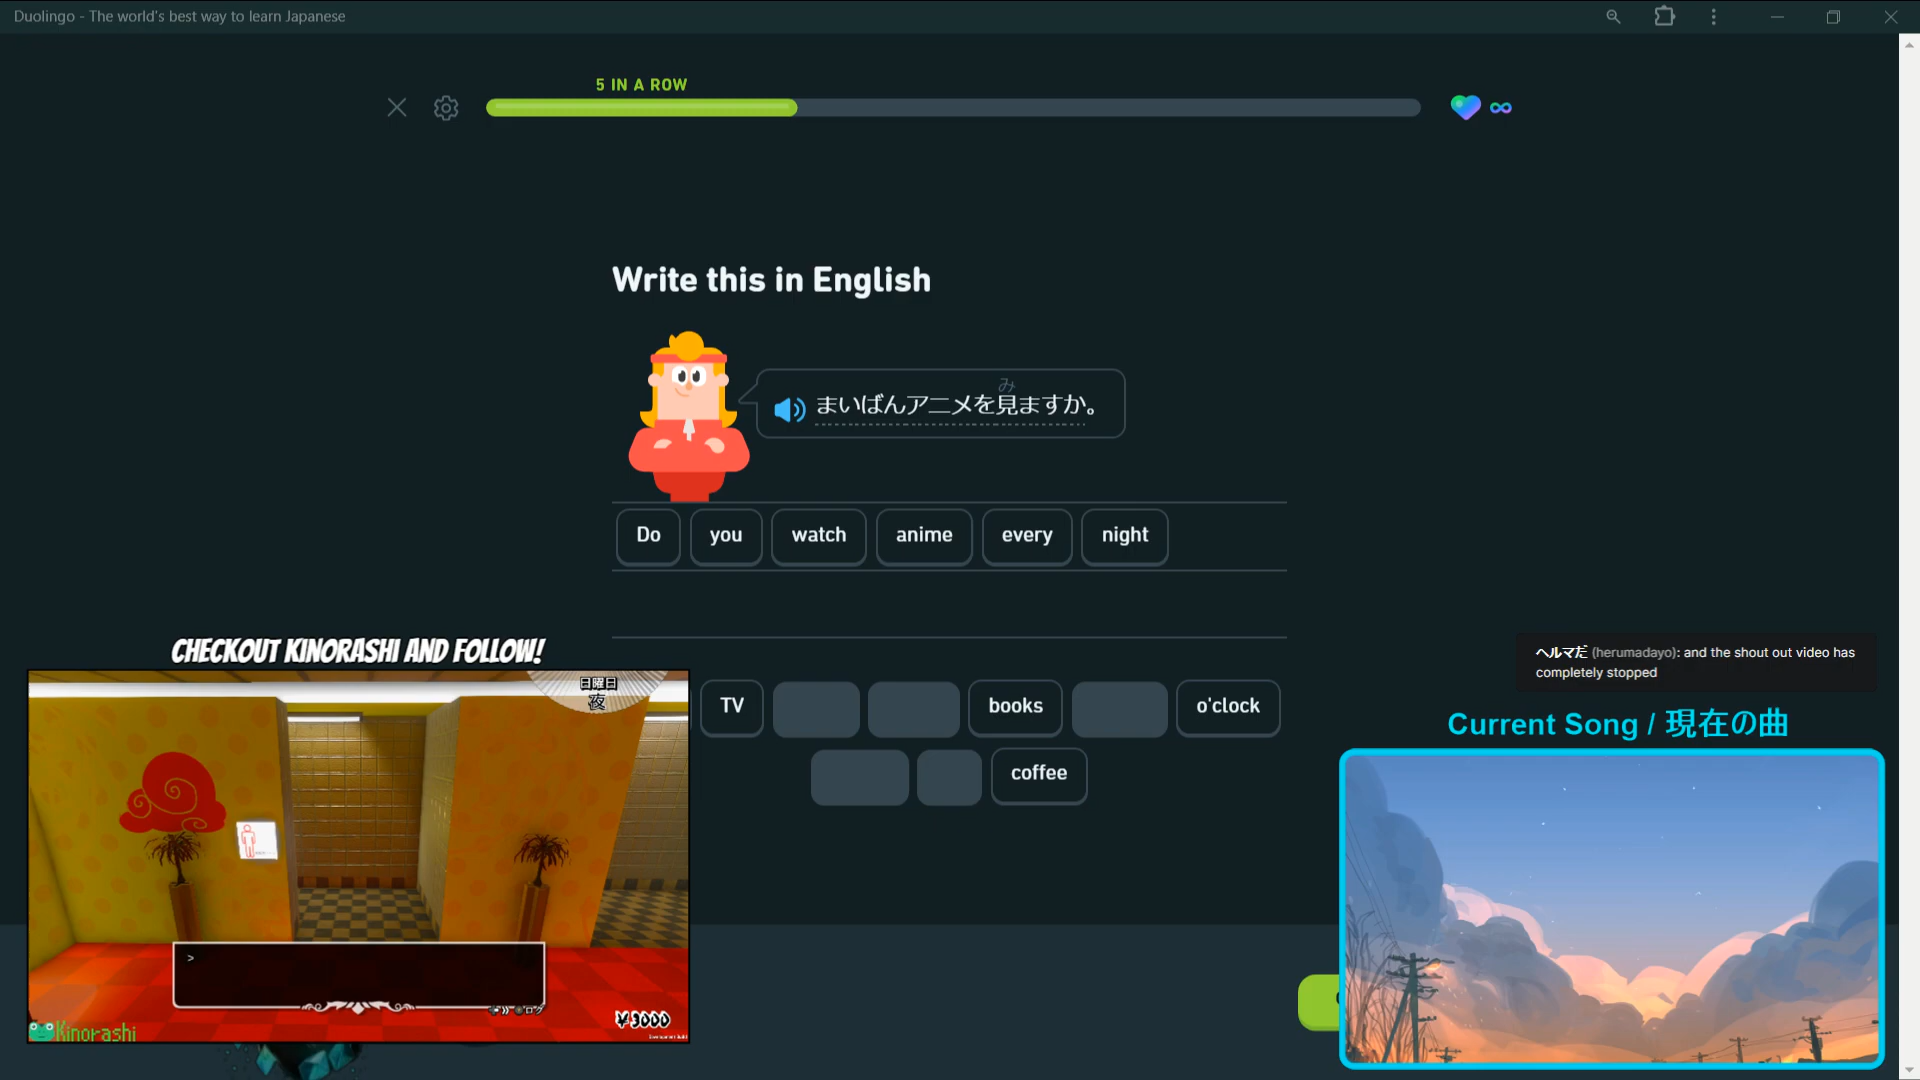 Duolingo - The world's best way to learn Japanese
5 IN A ROW
Write this in English
み
まいばんアニメを見ますか。
Do you watch anime every night
TV books o'clock
coffee
CHECKOUT KINORASHI AND FOLLOW!
日曜日
夜
>
ログ
¥3000
Kinorashi
ヘルマだ (herumadayo): and the shout out video has
completely stopped
Current Song / 現在の曲